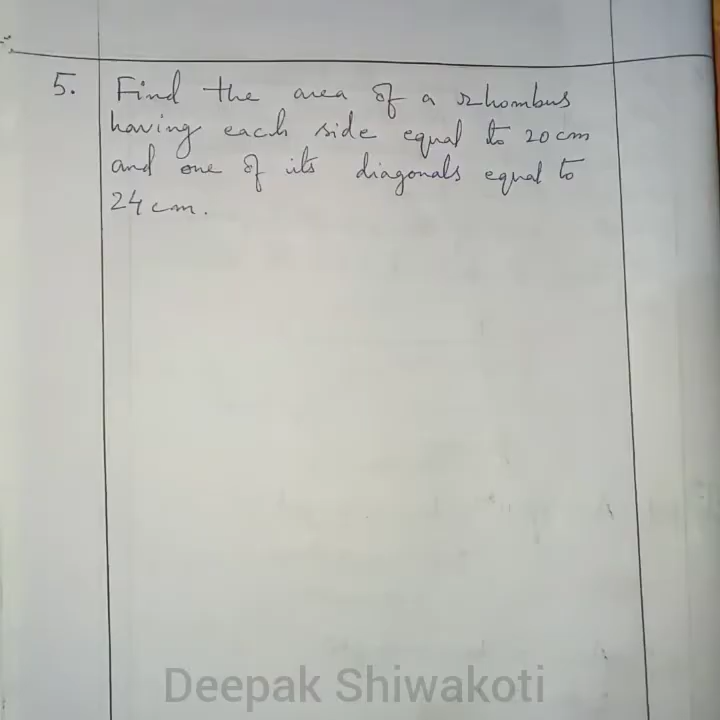 5. Find the area of a rhombus
having each side equal to 20 cm
and one of its diagonals equal to
24 cm.
Deepak Shiwakoti